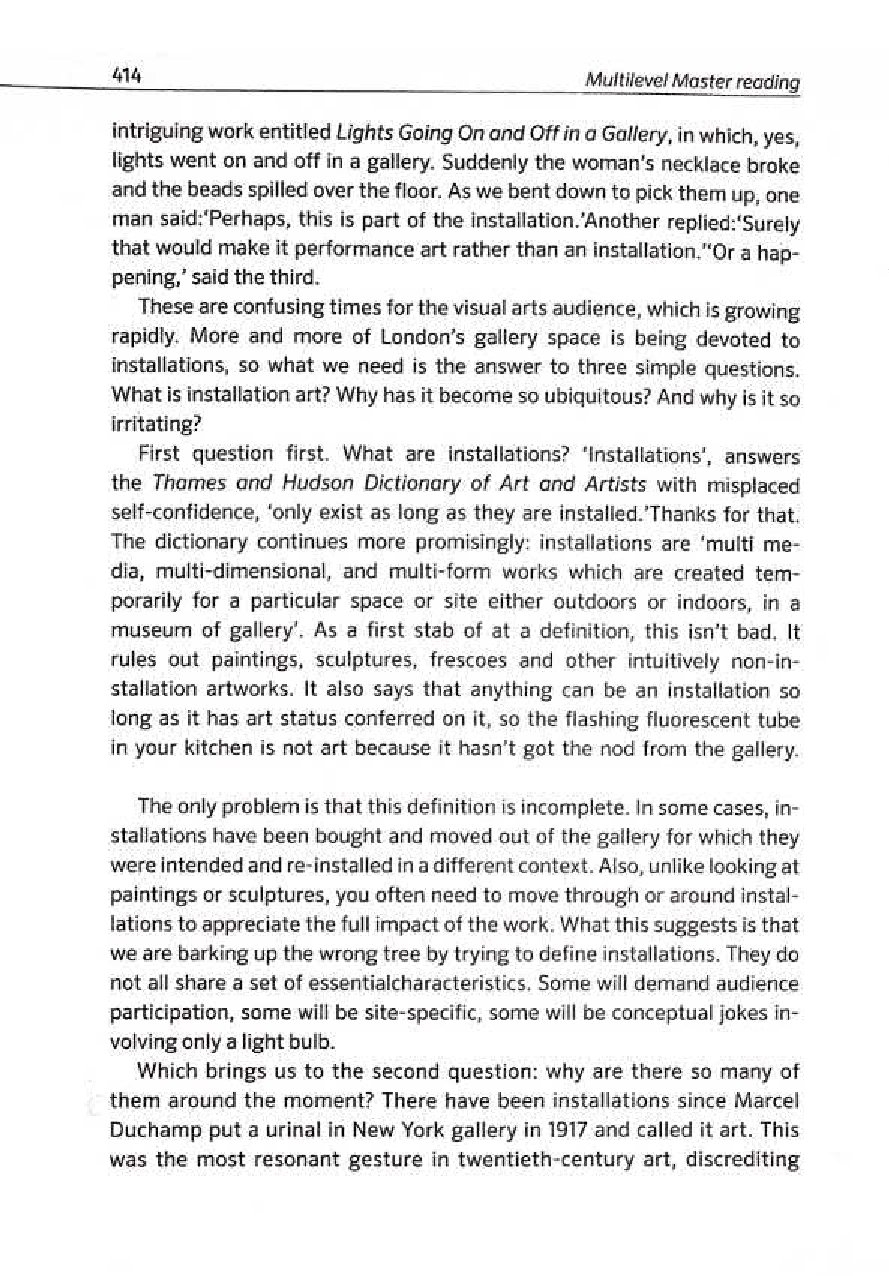 414
Multilevel Master reading
intriguing work entitled Lights Going On and Off in a Gallery, in which, yes,
lights went on and off in a gallery. Suddenly the woman's necklace broke
and the beads spilled over the floor. As we bent down to pick them up, one
man said:'Perhaps, this is part of the installation.'Another replied:'Surely
that would make it performance art rather than an installation."Or a hap-
pening,' said the third.
These are confusing times for the visual arts audience, which is growing
rapidly. More and more of London's gallery space is being devoted to
installations, so what we need is the answer to three simple questions.
What is installation art? Why has it become so ubiquitous? And why is it so
irritating?
First question first. What are installations? 'Installations', answers
the Thames and Hudson Dictionary of Art and Artists with misplaced
self-confidence, 'only exist as long as they are installed.'Thanks for that.
The dictionary continues more promisingly: installations are 'multi me-
dia, multi-dimensional, and multi-form works which are created tem-
porarily for a particular space or site either outdoors or indoors, in a
museum of gallery'. As a first stab of at a definition, this isn't bad. It
rules out paintings, sculptures, frescoes and other intuitively non-in-
stallation artworks. It also says that anything can be an installation so
long as it has art status conferred on it, so the flashing fluorescent tube
in your kitchen is not art because it hasn't got the nod from the gallery.
The only problem is that this definition is incomplete. In some cases, in-
stallations have been bought and moved out of the gallery for which they
were intended and re-installed in a different context. Also, unlike looking at
paintings or sculptures, you often need to move through or around instal-
lations to appreciate the full impact of the work. What this suggests is that
we are barking up the wrong tree by trying to define installations. They do
not all share a set of essentialcharacteristics. Some will demand audience
participation, some will be site-specific, some will be conceptual jokes in-
volving only a light bulb.
Which brings us to the second question: why are there so many of
them around the moment? There have been installations since Marcel
Duchamp put a urinal in New York gallery in 1917 and called it art. This
was the most resonant gesture in twentieth-century art, discrediting